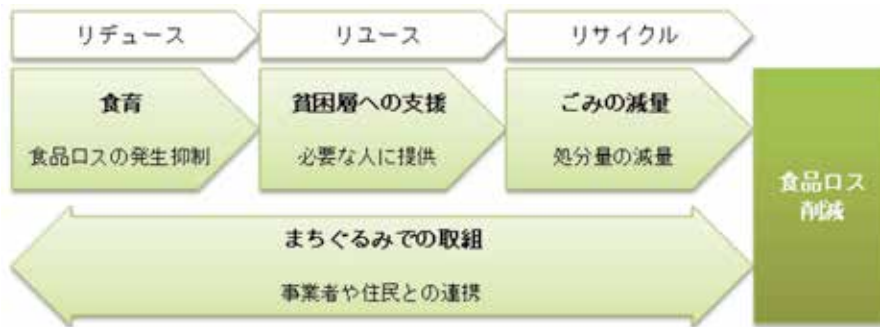 リデュース
リユース
リサイクル
食育
食品ロスの発生抑制
貧困層への支援
必要な人に提供
ごみの減量
処分量の減量
食品ロス
削減
まちぐるみでの取組
事業者や住民との連携